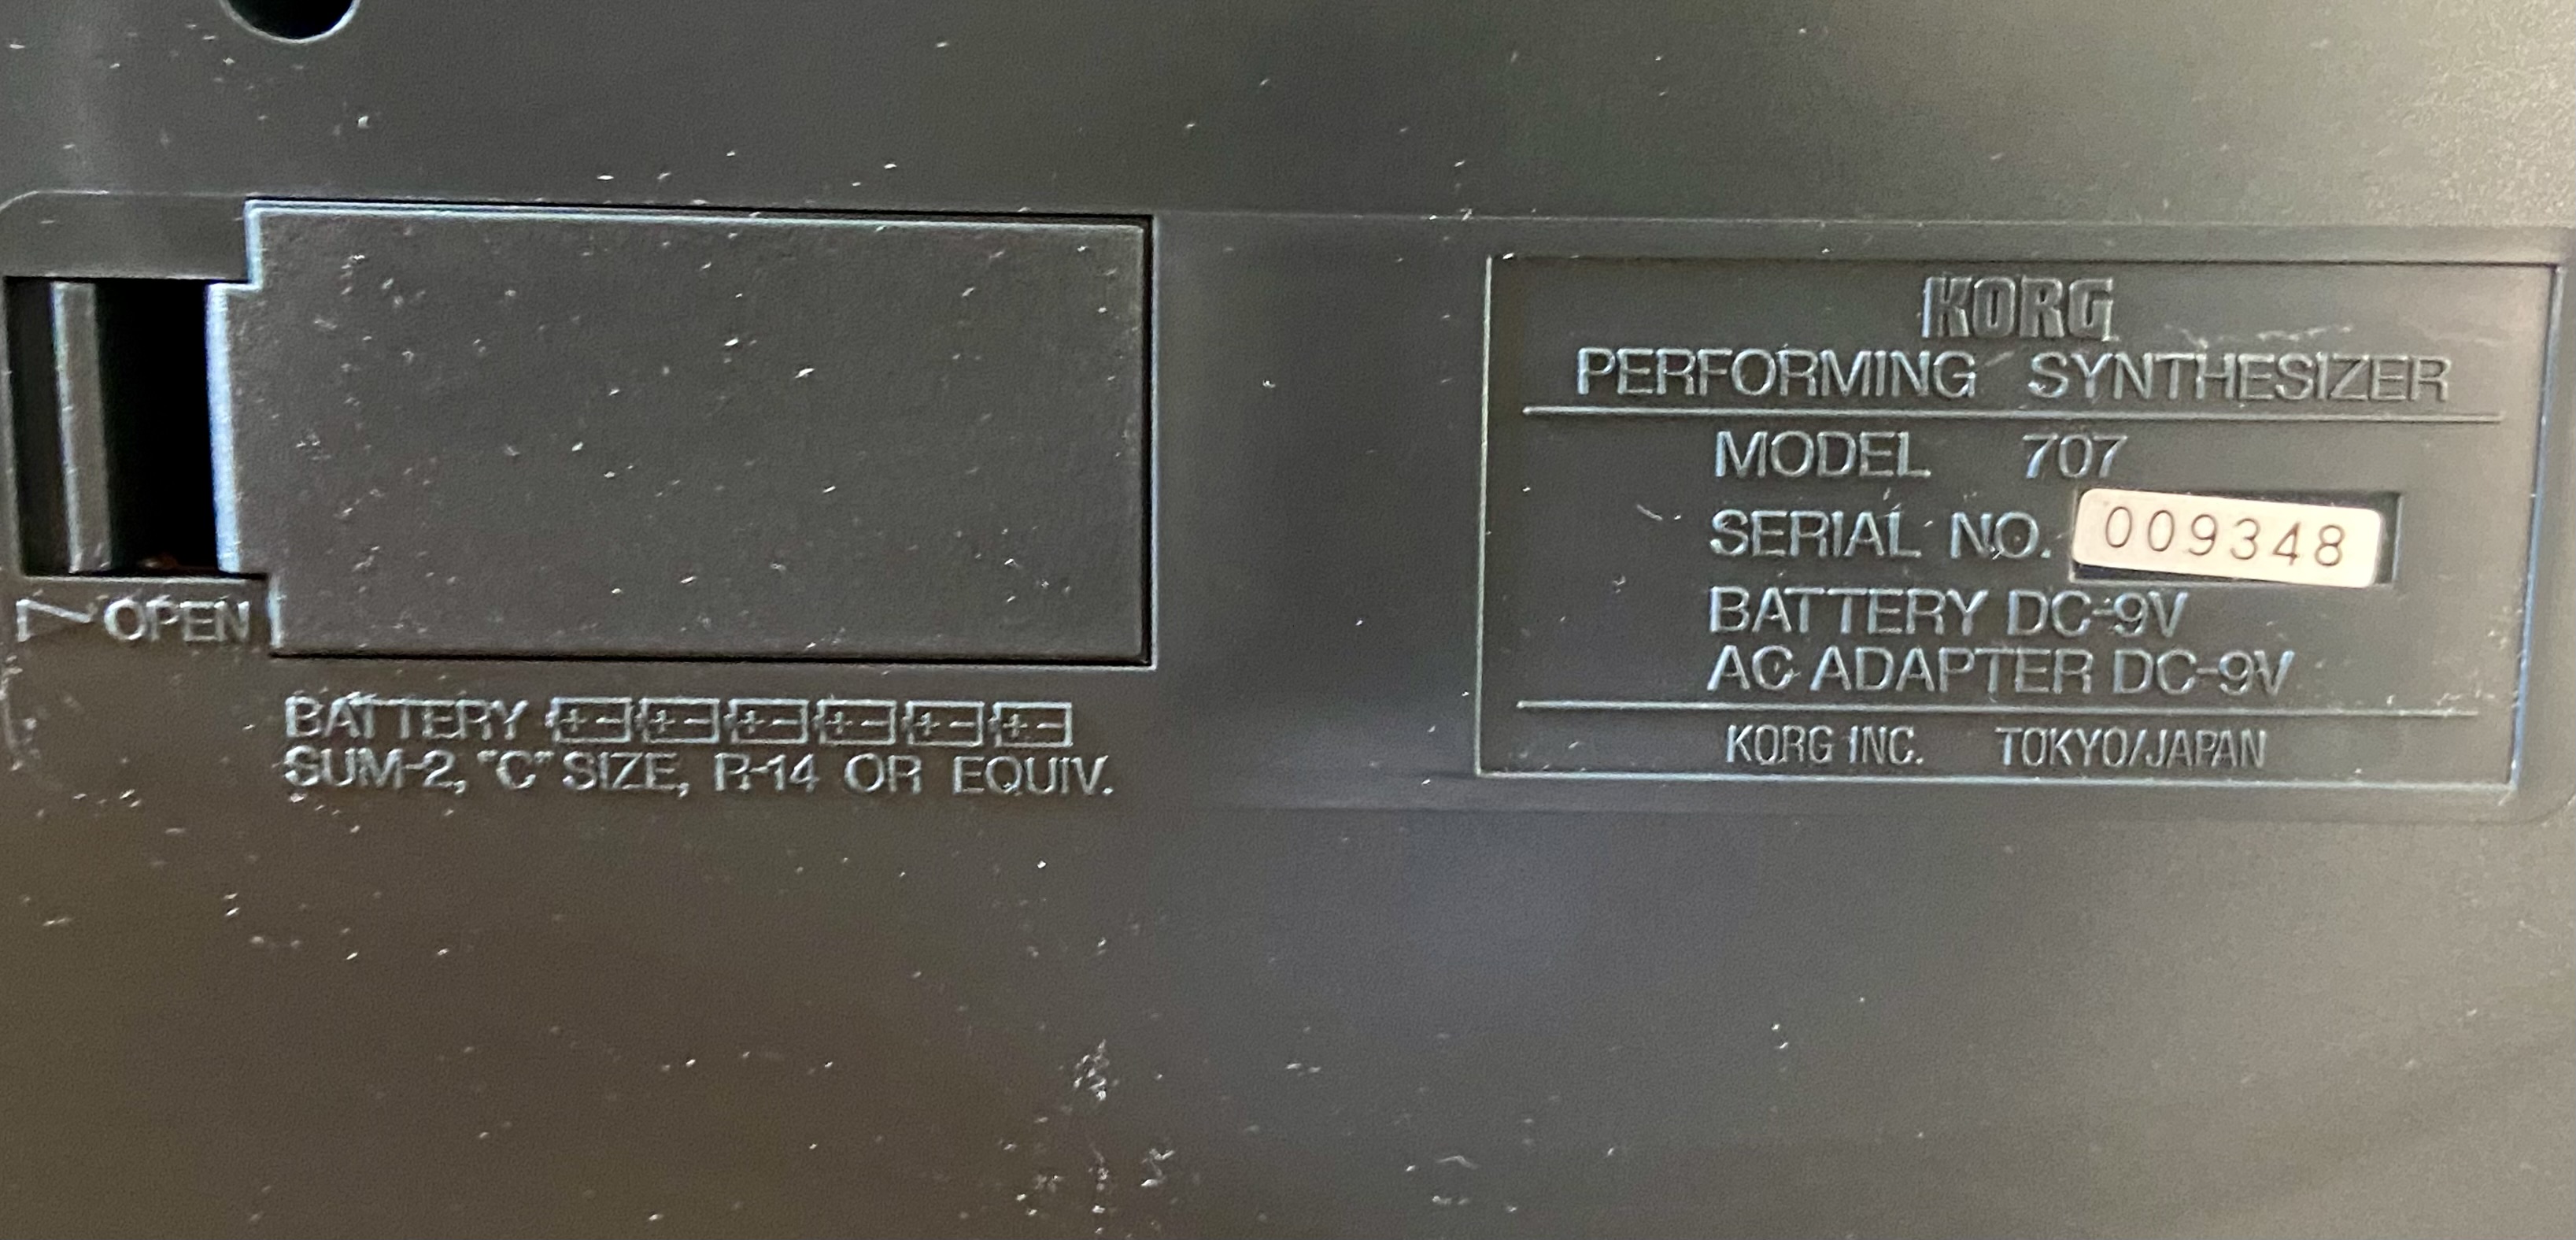 OPEN
BATTERY + - + - + - + - + - + -
SUM-2, "C" SIZE, R-14 OR EQUIV.
KORG
PERFORMING SYNTHESIZER
MODEL 707
SERIAL NO. 009348
BATTERY DC-9V
AC ADAPTER DC-9V
KORG INC. TOKYO/JAPAN